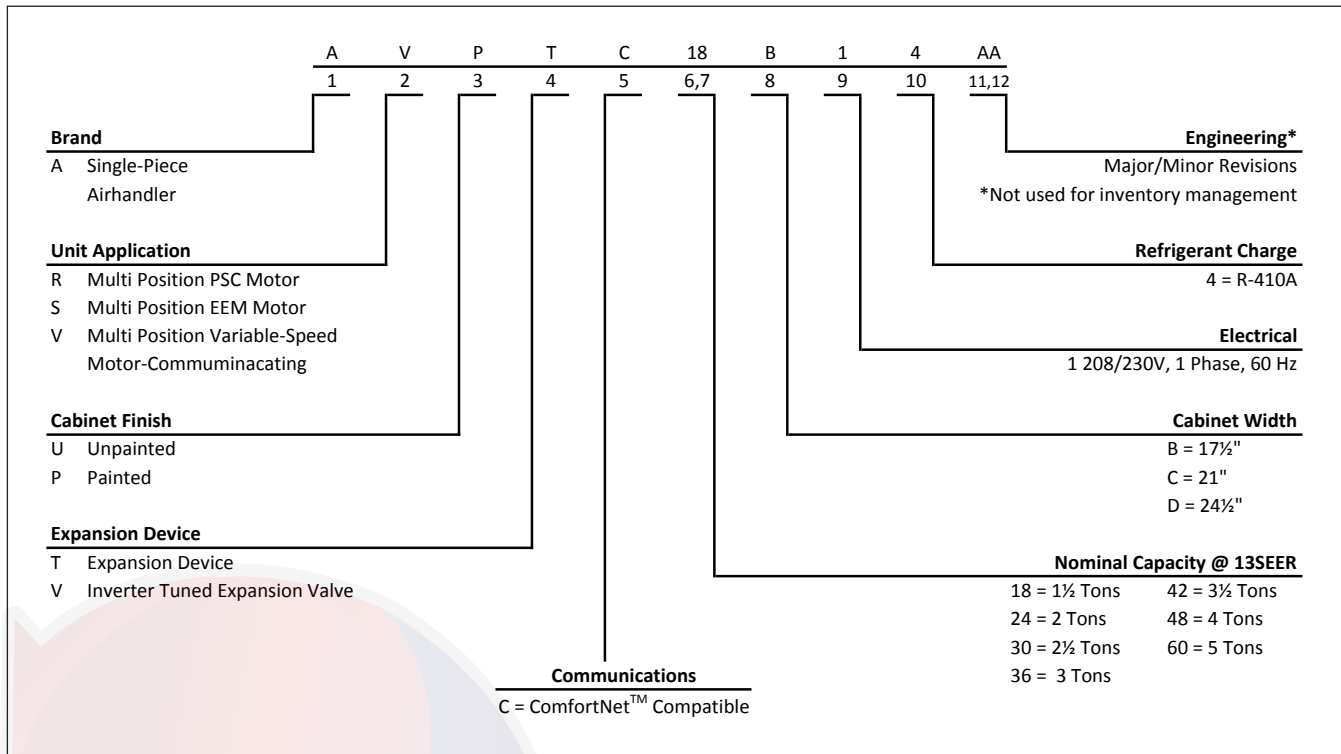 A V P T C 18 B 1 4 AA
1 2 3 4 5 6,7 8 9 10 11,12
Brand
A Single-Piece
Airhandler
Unit Application
R Multi Position PSC Motor
S Multi Position EEM Motor
V Multi Position Variable-Speed
Motor-Commuminacating
Cabinet Finish
U Unpainted
P Painted
Expansion Device
T Expansion Device
V Inverter Tuned Expansion Valve
Communications
C = ComfortNet™ Compatible
Engineering*
Major/Minor Revisions
*Not used for inventory management
Refrigerant Charge
4 = R-410A
Electrical
1 208/230V, 1 Phase, 60 Hz
Cabinet Width
B = 17½"
C = 21"
D = 24½"
Nominal Capacity @ 13SEER
18 = 1½ Tons 42 = 3½ Tons
24 = 2 Tons 48 = 4 Tons
30 = 2½ Tons 60 = 5 Tons
36 = 3 Tons